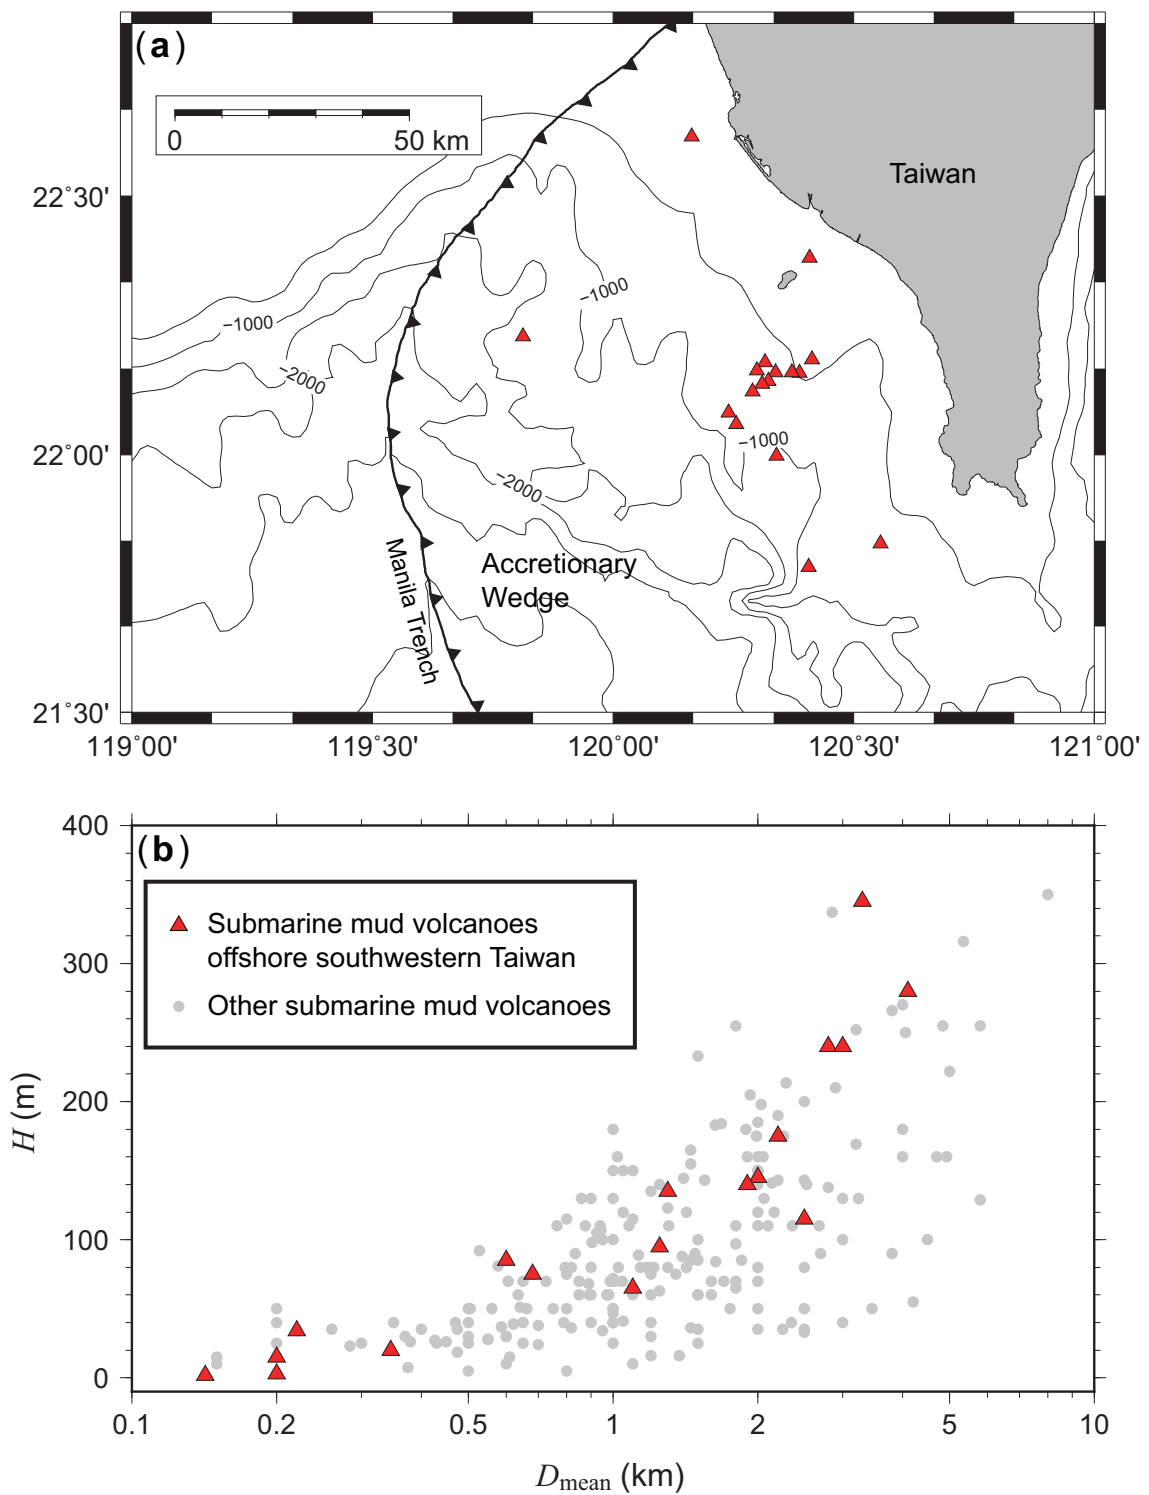 (a)
0 50 km
Taiwan
22˚30'
−1000
−1000
−2000
22˚00'
−1000
−2000
Accretionary
Wedge
Manila Trench
21˚30'
119˚00' 119˚30' 120˚00' 120˚30' 121˚00'
400
(b)
Submarine mud volcanoes
offshore southwestern Taiwan
Other submarine mud volcanoes
300
200
H (m)
100
0
0.1 0.2 0.5 1 2 5 10
Dmean (km)